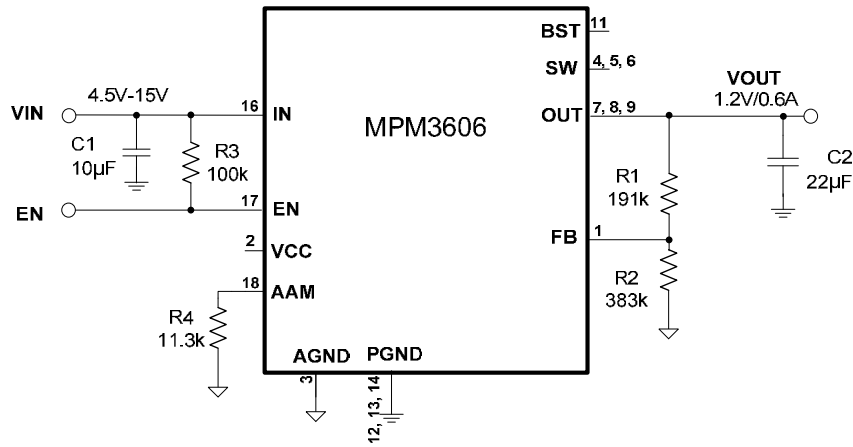 BST
11
SW
4, 5, 6
VOUT
1.2V/0.6A
VIN
4.5V-15V
16
IN
MPM3606
OUT
7, 8, 9
C1
10µF
R3
100k
R1
191k
C2
22µF
EN
17
EN
FB
1
2
VCC
18
AAM
R2
383k
R4
11.3k
AGND
PGND
3
12, 13, 14